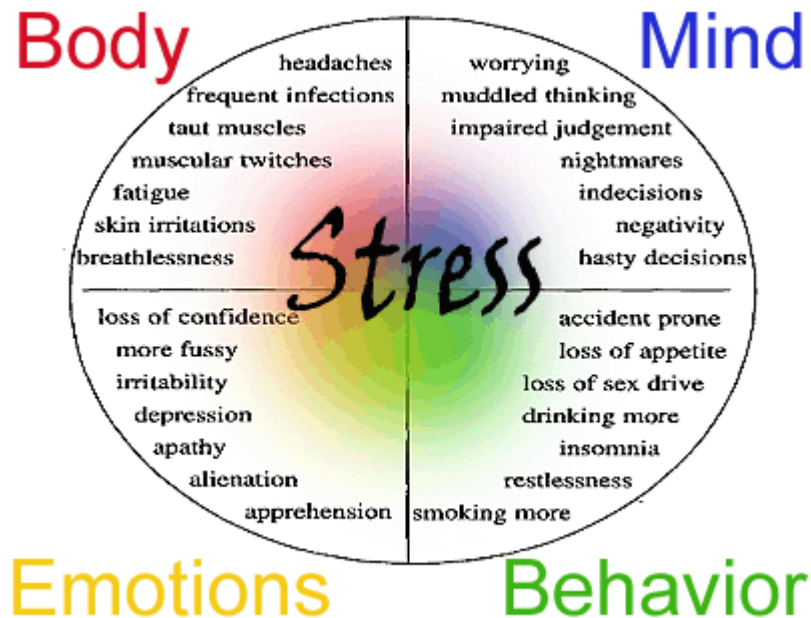 Body
headaches
frequent infections
taut muscles
muscular twitches
fatigue
skin irritations
breathlessness
Mind
worrying
muddled thinking
impaired judgement
nightmares
indecisions
negativity
hasty decisions
Stress
loss of confidence
more fussy
irritability
depression
apathy
alienation
apprehension
Emotions
accident prone
loss of appetite
loss of sex drive
drinking more
insomnia
restlessness
smoking more
Behavior